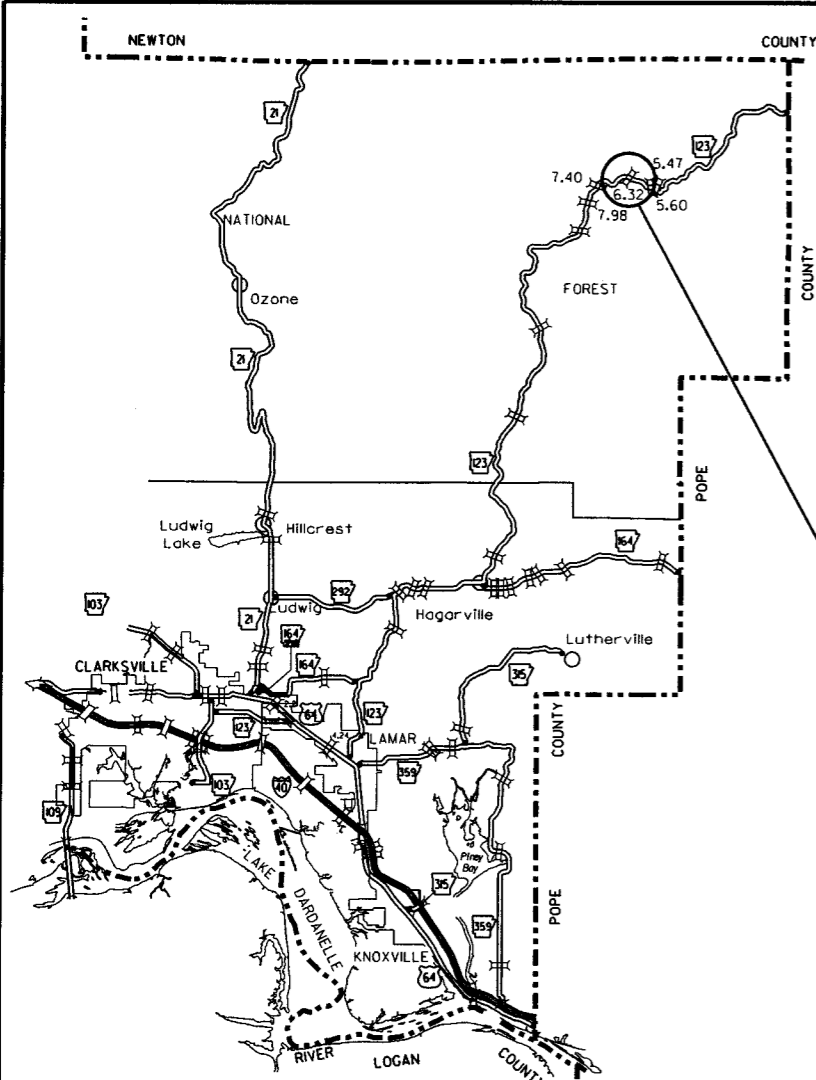 NEWTON COUNTY
21
123
5.47
7.40
6.32
5.60
7.98
NATIONAL
COUNTY
FOREST
Ozone
21
123
POPE
Ludwig
Lake
Hillcrest
164
292
103
Ludwig
Hagarville
21
164
Lutherville
CLARKSVILLE
164
315
64
123
123
COUNTY
4.24
LAMAR
359
103
40
109
Piney
Bay
LAKE
315
POPE
DARDANELLE
359
KNOXVILLE
64
RIVER
LOGAN
COUNTY